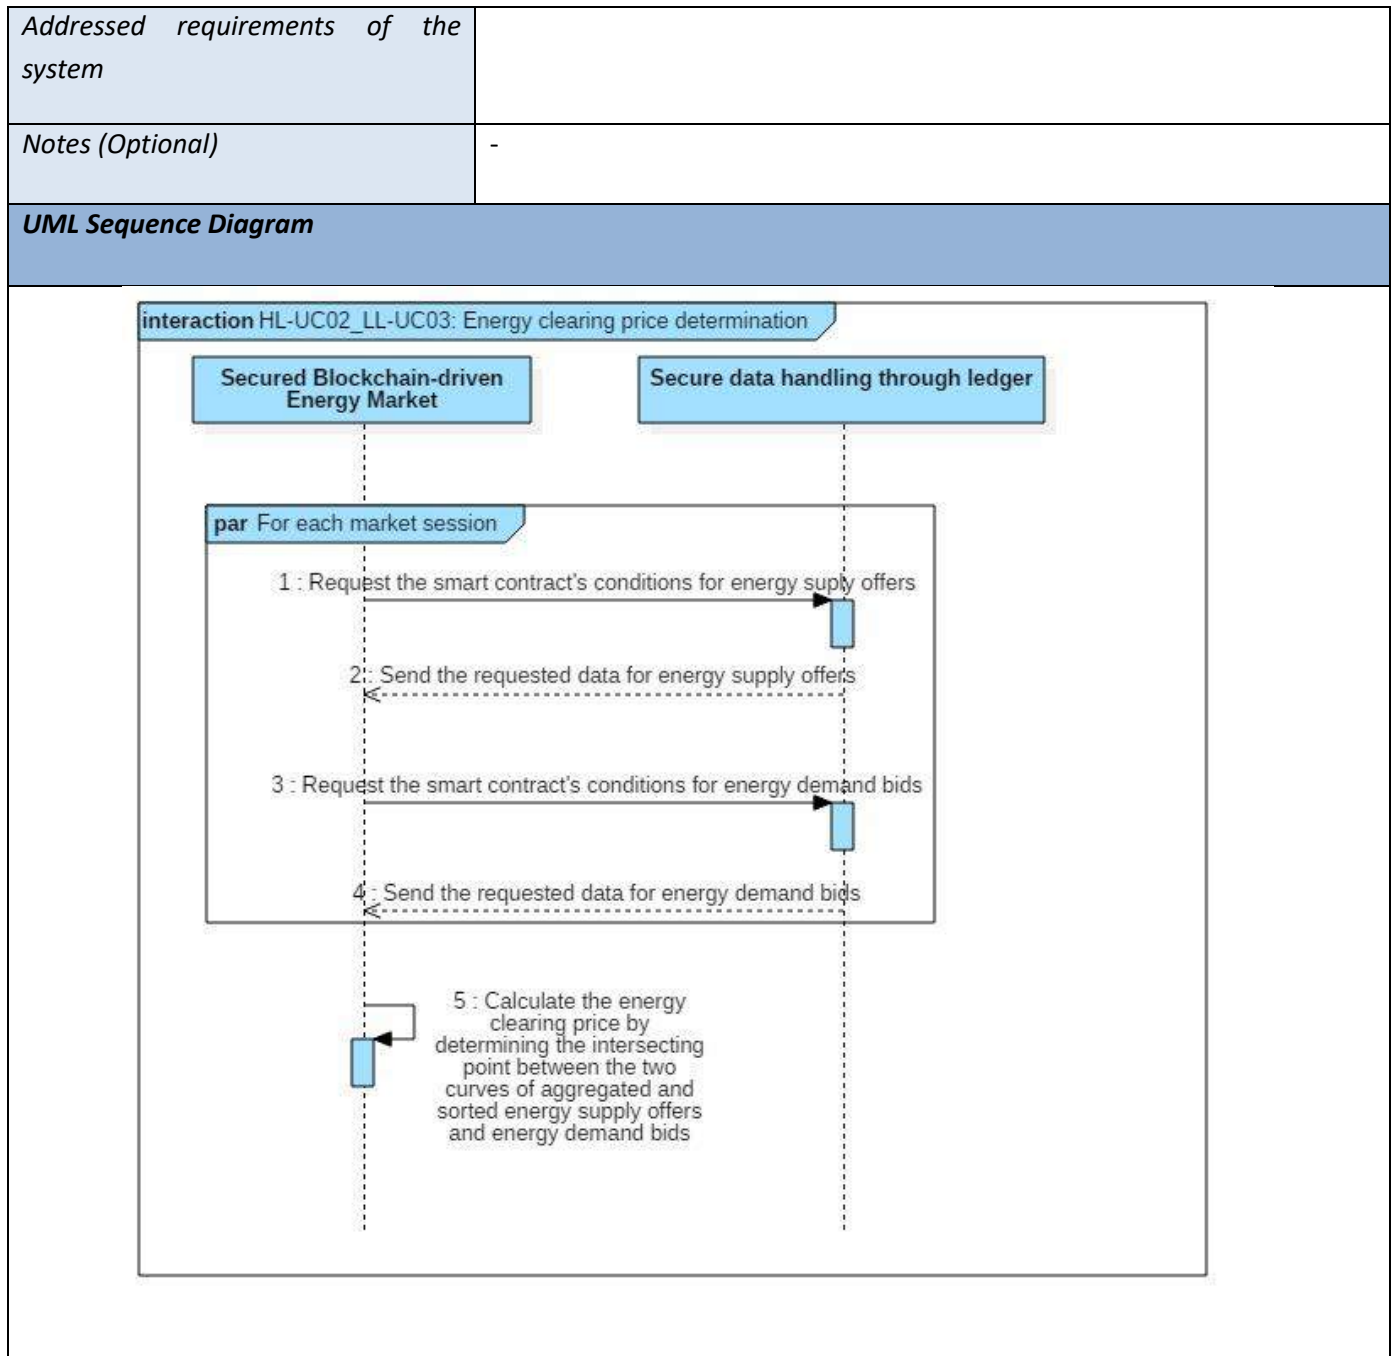 Addressed requirements of the
system
Notes (Optional)
-
UML Sequence Diagram
interaction HL-UC02_LL-UC03: Energy clearing price determination
Secured Blockchain-driven
Energy Market
Secure data handling through ledger
par For each market session
1 : Request the smart contract's conditions for energy suply offers
2 : Send the requested data for energy supply offers
3 : Request the smart contract's conditions for energy demand bids
4 : Send the requested data for energy demand bids
5 : Calculate the energy
clearing price by
determining the intersecting
point between the two
curves of aggregated and
sorted energy supply offers
and energy demand bids